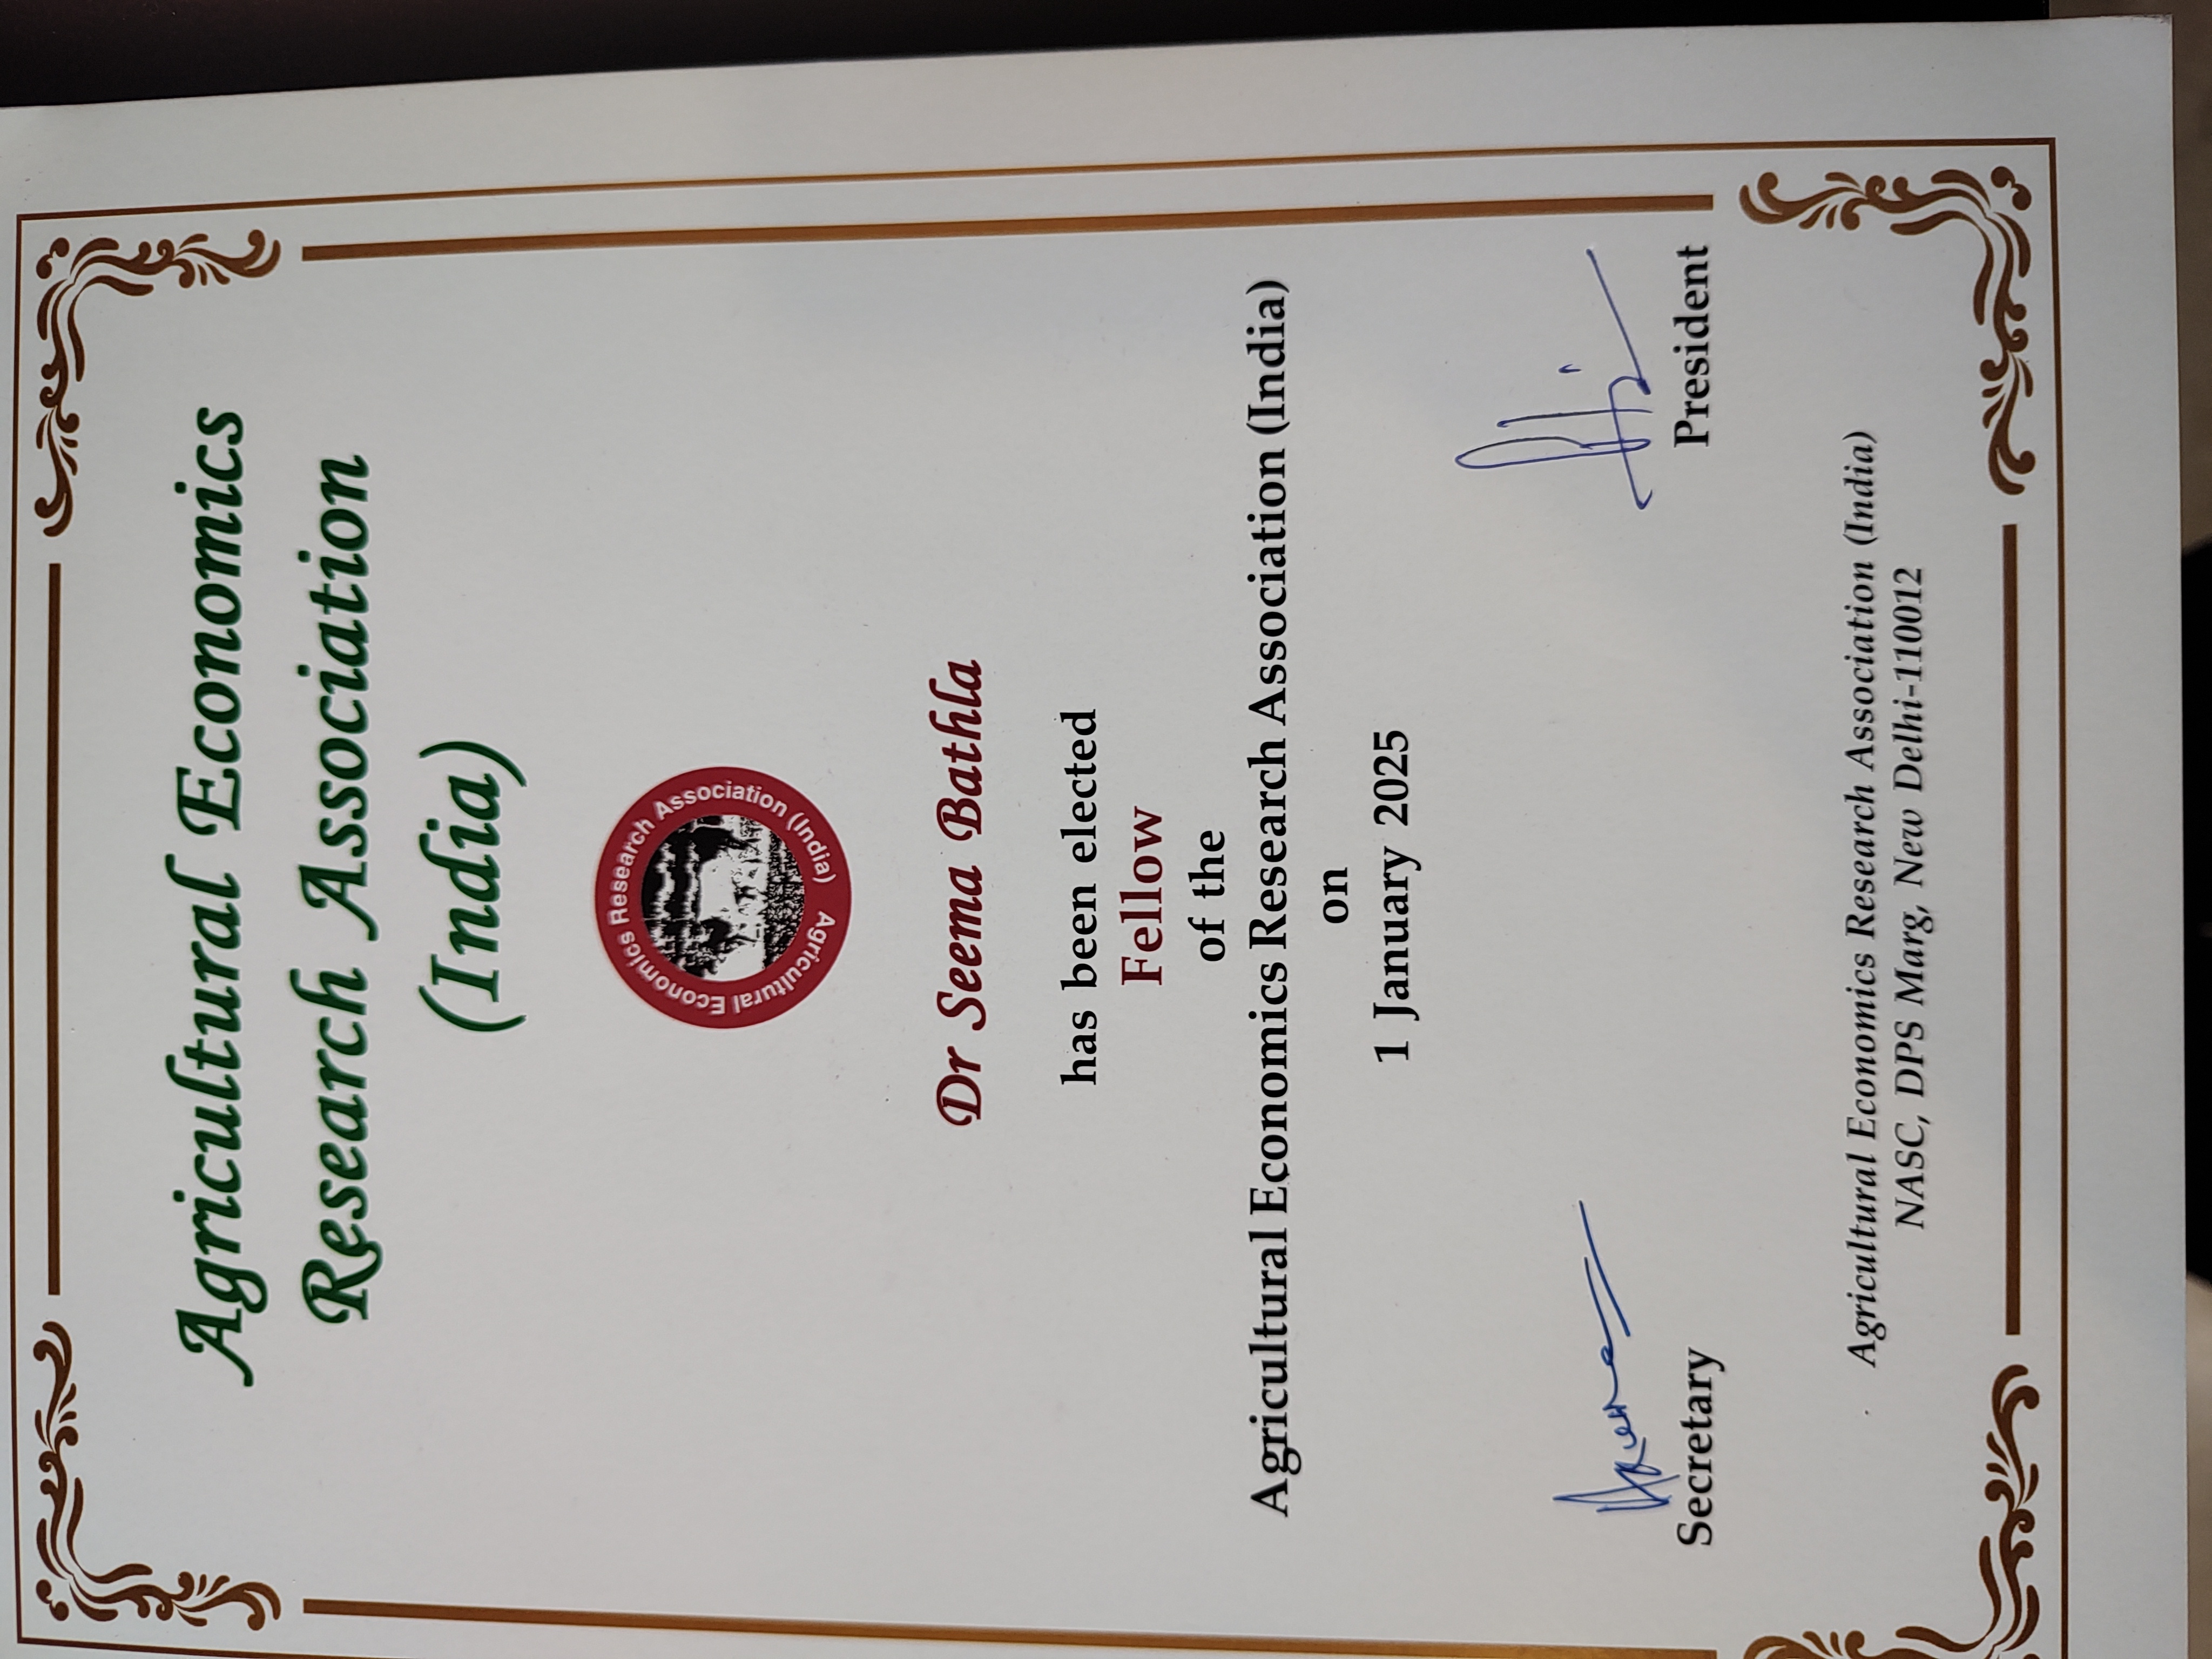 Agricultural Economics
Research Association
(India)
Agricultural Economics Research Association (India)
Dr Seema Bathla
has been elected
Fellow
of the
Agricultural Economics Research Association (India)
on
1 January 2025
Secretary
President
Agricultural Economics Research Association (India)
NASC, DPS Marg, New Delhi-110012